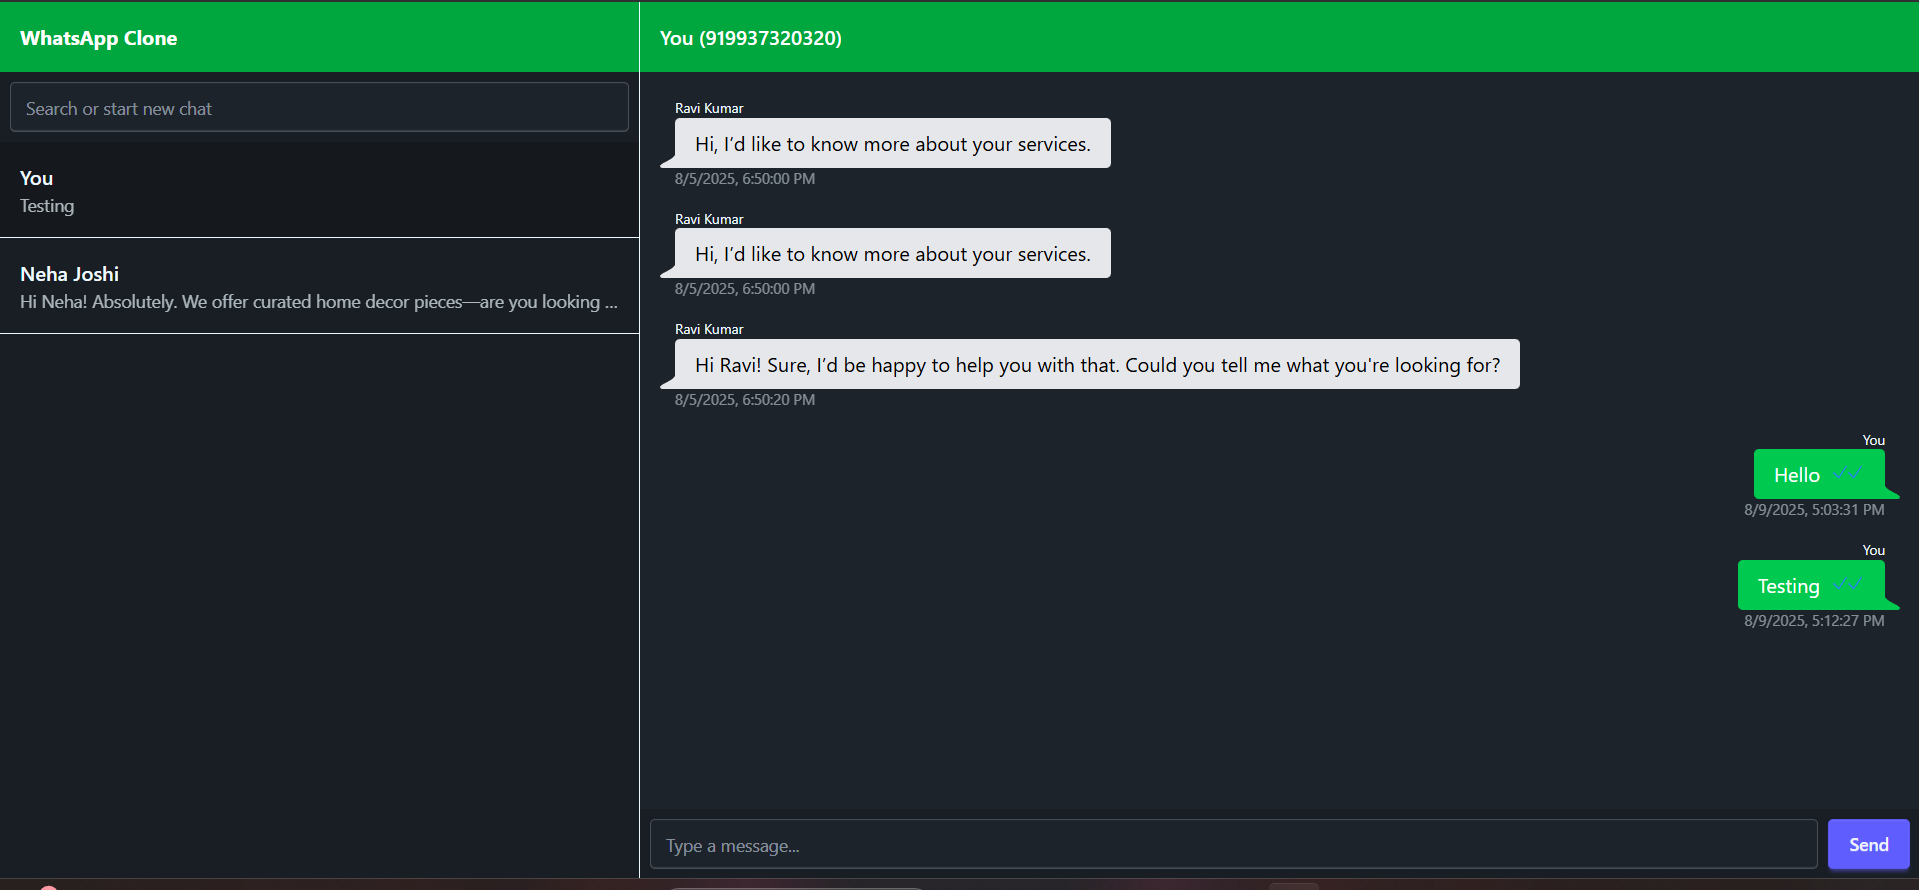 WhatsApp Clone
Search or start new chat
You
Testing
Neha Joshi
Hi Neha! Absolutely. We offer curated home decor pieces—are you looking ...
You (919937320320)
Ravi Kumar
Hi, I’d like to know more about your services.
8/5/2025, 6:50:00 PM
Ravi Kumar
Hi, I’d like to know more about your services.
8/5/2025, 6:50:00 PM
Ravi Kumar
Hi Ravi! Sure, I’d be happy to help you with that. Could you tell me what you're looking for?
8/5/2025, 6:50:20 PM
You
Hello ✓✓
8/9/2025, 5:03:31 PM
You
Testing ✓✓
8/9/2025, 5:12:27 PM
Type a message...
Send